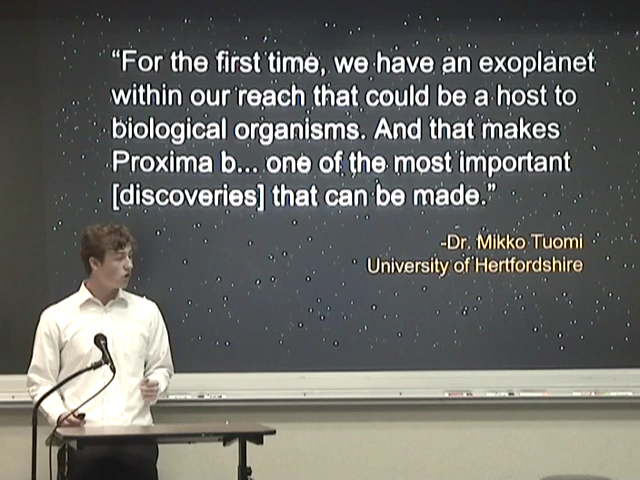 “For the first time, we have an exoplanet
within our reach that could be a host to
biological organisms. And that makes
Proxima b... one of the most important
[discoveries] that can be made.”
-Dr. Mikko Tuomi
University of Hertfordshire